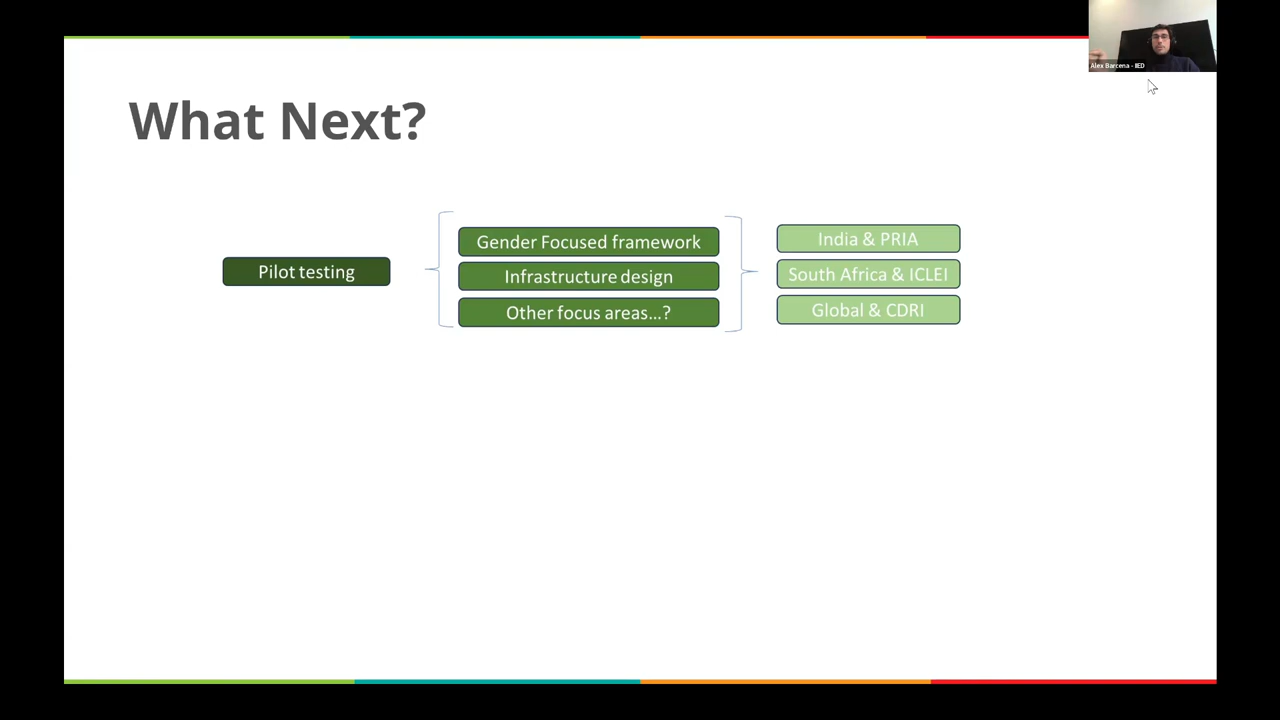 Alex Barcena - IIED
What Next?
Pilot testing
Gender Focused framework
Infrastructure design
Other focus areas...?
India & PRIA
South Africa & ICLEI
Global & CDRI